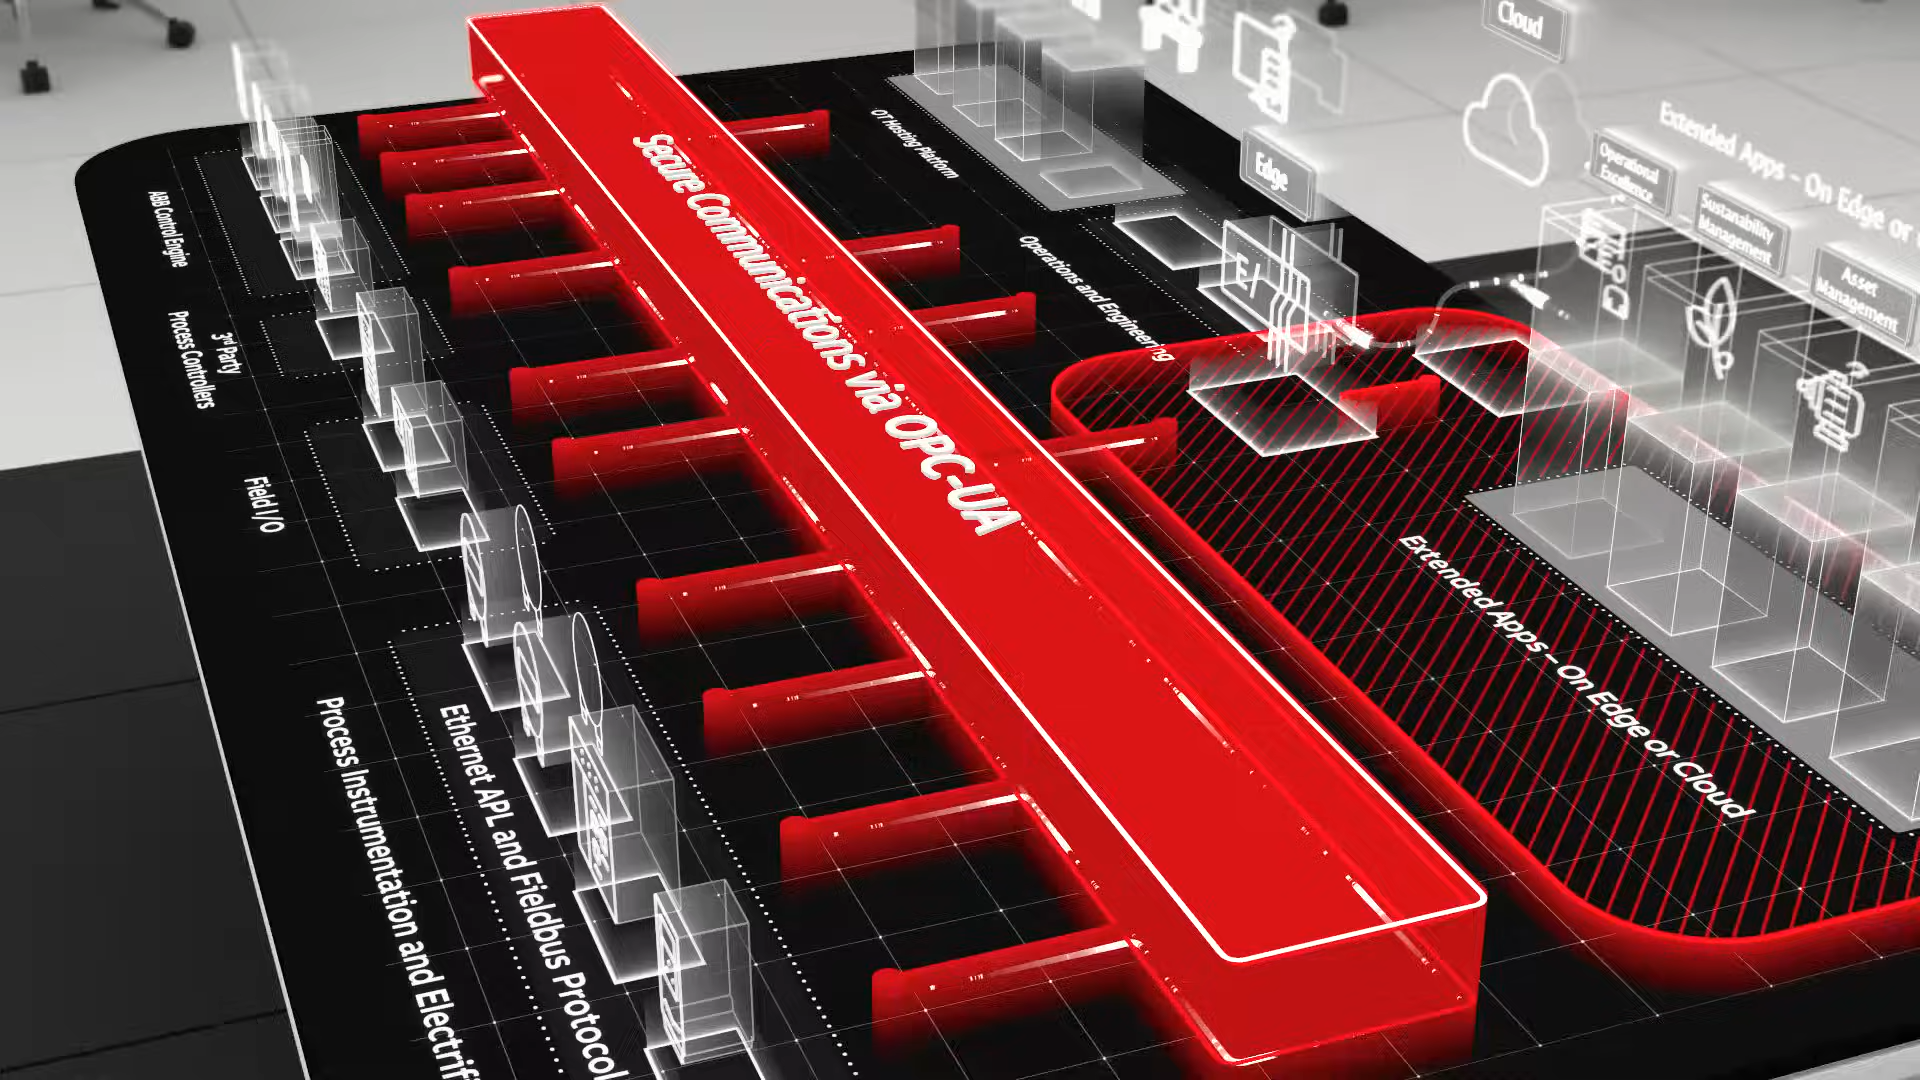 Cloud
Edge
Extended Apps - On Edge or
Operational
Excellence
Sustainability
Management
Asset
Management
OT Hosting Platform
Operations and Engineering
Secure Communications via OPC-UA
ABB Control Engine
3rd Party
Process Controllers
Field I/O
Extended Apps - On Edge or Cloud
Ethernet APL and Fieldbus Protocol
Process Instrumentation and Electrifi